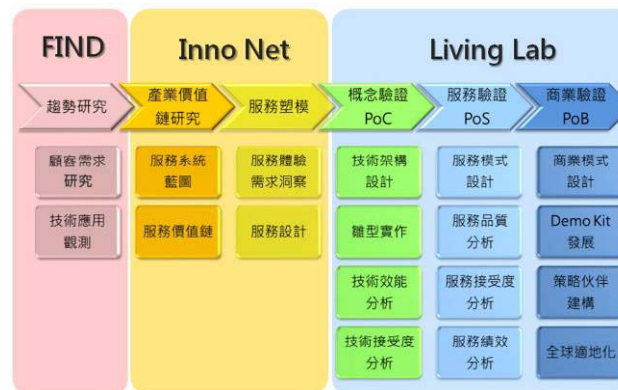 FIND
Inno Net
Living Lab
趨勢研究
產業價值
鏈研究
服務塑模
概念驗證
PoC
服務驗證
PoS
商業驗證
PoB
顧客需求
研究
服務系統
藍圖
服務體驗
需求洞察
技術架構
設計
服務模式
設計
商業模式
設計
技術應用
觀測
服務價值鏈
服務設計
雛型實作
服務品質
分析
Demo Kit
發展
技術效能
分析
服務接受度
分析
策略伙伴
建構
技術接受度
分析
服務績效
分析
全球適地化